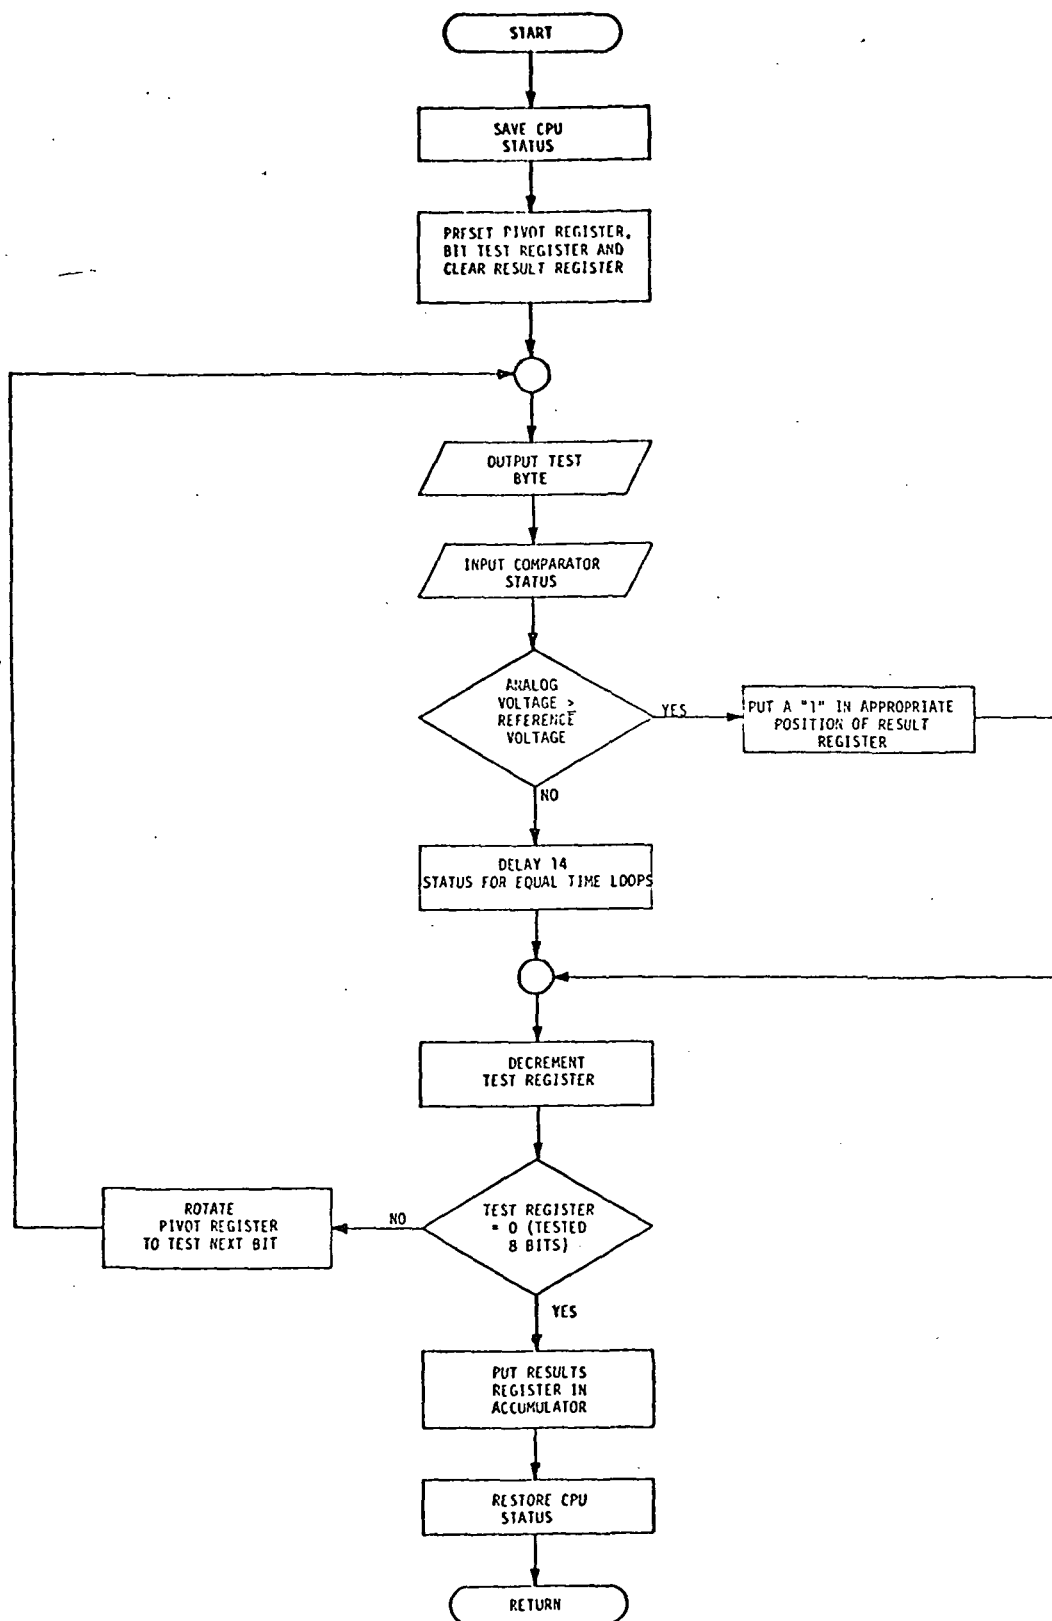 START
SAVE CPU
STATUS
PRESET PIVOT REGISTER,
BIT TEST REGISTER AND
CLEAR RESULT REGISTER
OUTPUT TEST
BYTE
INPUT COMPARATOR
STATUS
ANALOG
VOLTAGE ≥
REFERENCE
VOLTAGE
YES
PUT A "1" IN APPROPRIATE
POSITION OF RESULT
REGISTER
NO
DELAY 14
STATUS FOR EQUAL TIME LOOPS
DECREMENT
TEST REGISTER
TEST REGISTER
= 0 (TESTED
8 BITS)
NO
ROTATE
PIVOT REGISTER
TO TEST NEXT BIT
YES
PUT RESULTS
REGISTER IN
ACCUMULATOR
RESTORE CPU
STATUS
RETURN